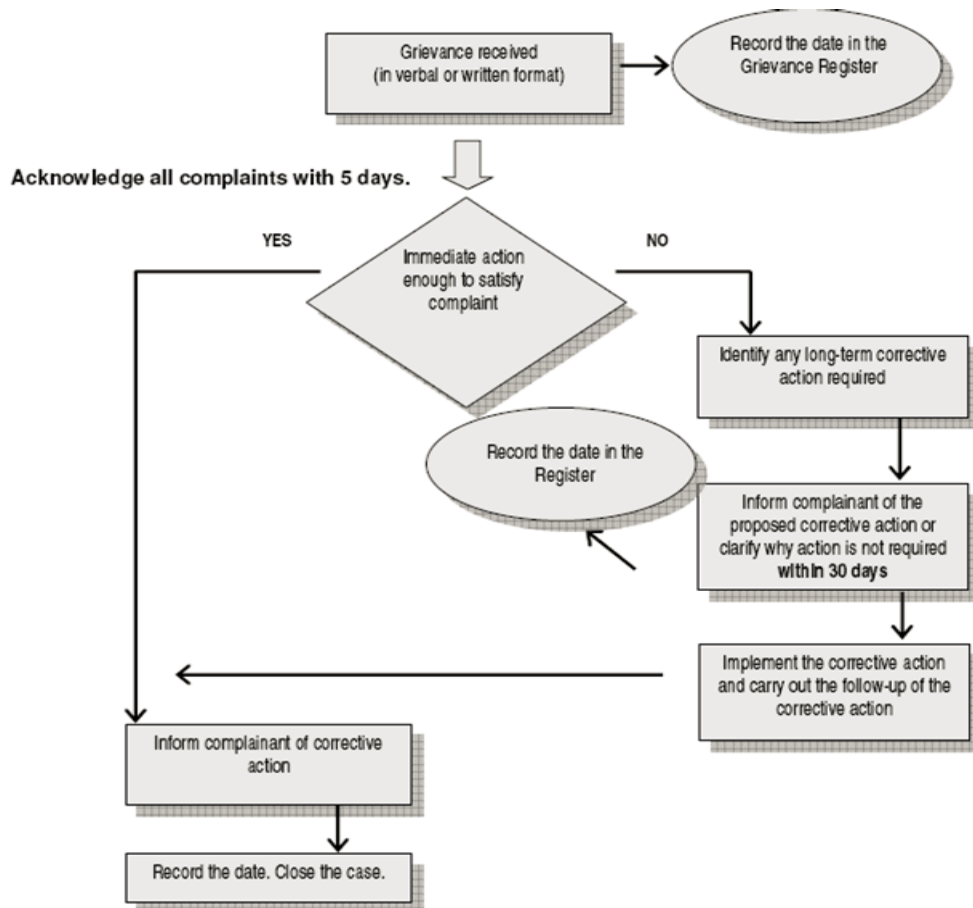 Grievance received
(in verbal or written format)
Record the date in the
Grievance Register
Acknowledge all complaints with 5 days.
YES
NO
Immediate action
enough to satisfy
complaint
Identify any long-term corrective
action required
Record the date in the
Register
Inform complainant of the
proposed corrective action or
clarify why action is not required
within 30 days
Implement the corrective action
and carry out the follow-up of the
corrective action
Inform complainant of corrective
action
Record the date. Close the case.